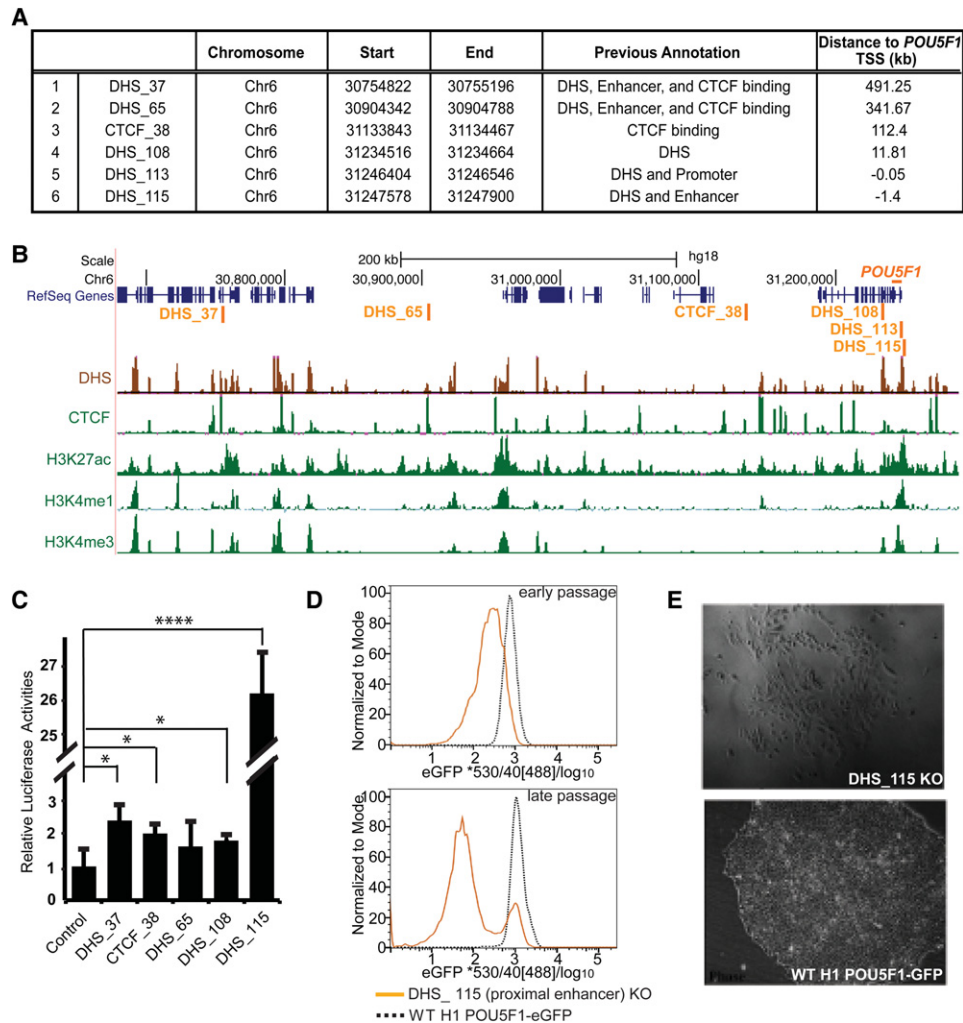 A
Chromosome Start End Previous Annotation Distance to POU5F1 TSS (kb)
1 DHS_37 Chr6 30754822 30755196 DHS, Enhancer, and CTCF binding 491.25
2 DHS_65 Chr6 30904342 30904788 DHS, Enhancer, and CTCF binding 341.67
3 CTCF_38 Chr6 31133843 31134467 CTCF binding 112.4
4 DHS_108 Chr6 31234516 31234664 DHS 11.81
5 DHS_113 Chr6 31246404 31246546 DHS and Promoter -0.05
6 DHS_115 Chr6 31247578 31247900 DHS and Enhancer -1.4
B
Scale 200 kb hg18
Chr6 30,800,000 30,900,000 31,000,000 31,100,000 31,200,000 POU5F1
RefSeq Genes
DHS_37 DHS_65 CTCF_38 DHS_108
DHS_113
DHS_115
DHS
CTCF
H3K27ac
H3K4me1
H3K4me3
C
Relative Luciferase Activities
27
26
25
3
2
1
0
****
*
*
*
Control DHS_37 CTCF_38 DHS_65 DHS_108 DHS_115
D
early passage
Normalized to Mode
100
80
60
40
20
0
1 2 3 4 5
eGFP *530/40[488]/log10
late passage
Normalized to Mode
100
80
60
40
20
0
0 1 2 3 4 5
eGFP *530/40[488]/log10
DHS_ 115 (proximal enhancer) KO
WT H1 POU5F1-eGFP
E
DHS_115 KO
Phase
WT H1 POU5F1-GFP